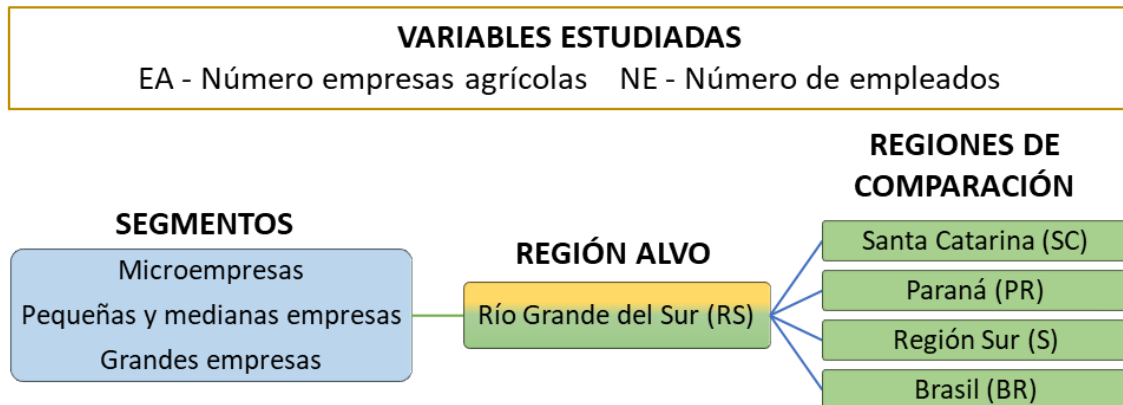 VARIABLES ESTUDIADAS
EA - Número empresas agrícolas NE - Número de empleados
SEGMENTOS
Microempresas
Pequeñas y medianas empresas
Grandes empresas
REGIÓN ALVO
Río Grande del Sur (RS)
REGIONES DE
COMPARACIÓN
Santa Catarina (SC)
Paraná (PR)
Región Sur (S)
Brasil (BR)